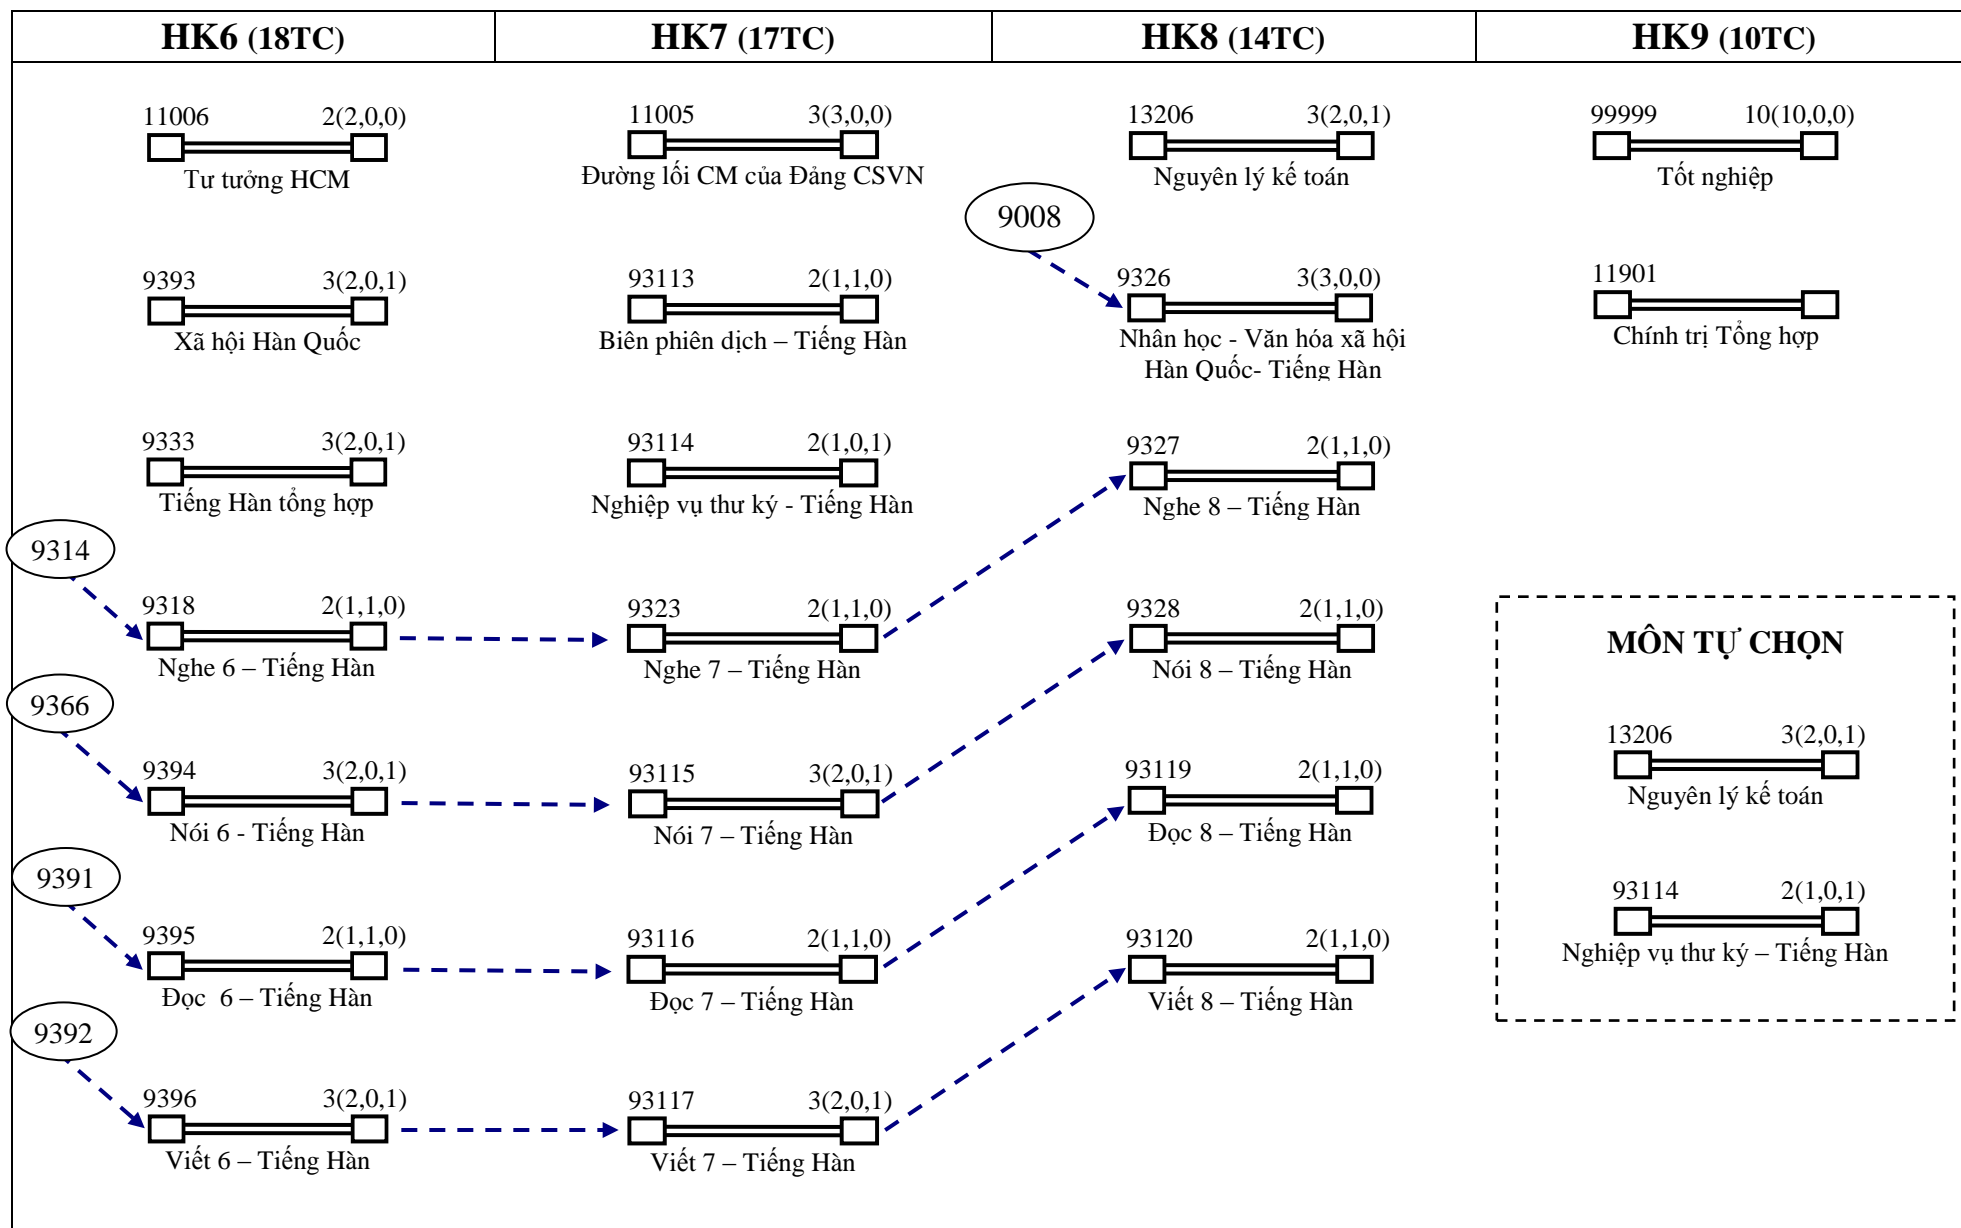 HK6 (18TC)
HK7 (17TC)
HK8 (14TC)
HK9 (10TC)
11006 2(2,0,0)
Tư tưởng HCM
11005 3(3,0,0)
Đường lối CM của Đảng CSVN
13206 3(2,0,1)
Nguyên lý kế toán
99999 10(10,0,0)
Tốt nghiệp
9008
9393 3(2,0,1)
Xã hội Hàn Quốc
93113 2(1,1,0)
Biên phiên dịch – Tiếng Hàn
9326 3(3,0,0)
Nhân học - Văn hóa xã hội
Hàn Quốc- Tiếng Hàn
11901
Chính trị Tổng hợp
9333 3(2,0,1)
Tiếng Hàn tổng hợp
93114 2(1,0,1)
Nghiệp vụ thư ký - Tiếng Hàn
9327 2(1,1,0)
Nghe 8 – Tiếng Hàn
9314
9318 2(1,1,0)
Nghe 6 – Tiếng Hàn
9323 2(1,1,0)
Nghe 7 – Tiếng Hàn
9328 2(1,1,0)
Nói 8 – Tiếng Hàn
MÔN TỰ CHỌN
9366
9394 3(2,0,1)
Nói 6 - Tiếng Hàn
93115 3(2,0,1)
Nói 7 – Tiếng Hàn
93119 2(1,1,0)
Đọc 8 – Tiếng Hàn
13206 3(2,0,1)
Nguyên lý kế toán
9391
9395 2(1,1,0)
Đọc 6 – Tiếng Hàn
93116 2(1,1,0)
Đọc 7 – Tiếng Hàn
93120 2(1,1,0)
Viết 8 – Tiếng Hàn
93114 2(1,0,1)
Nghiệp vụ thư ký – Tiếng Hàn
9392
9396 3(2,0,1)
Viết 6 – Tiếng Hàn
93117 3(2,0,1)
Viết 7 – Tiếng Hàn